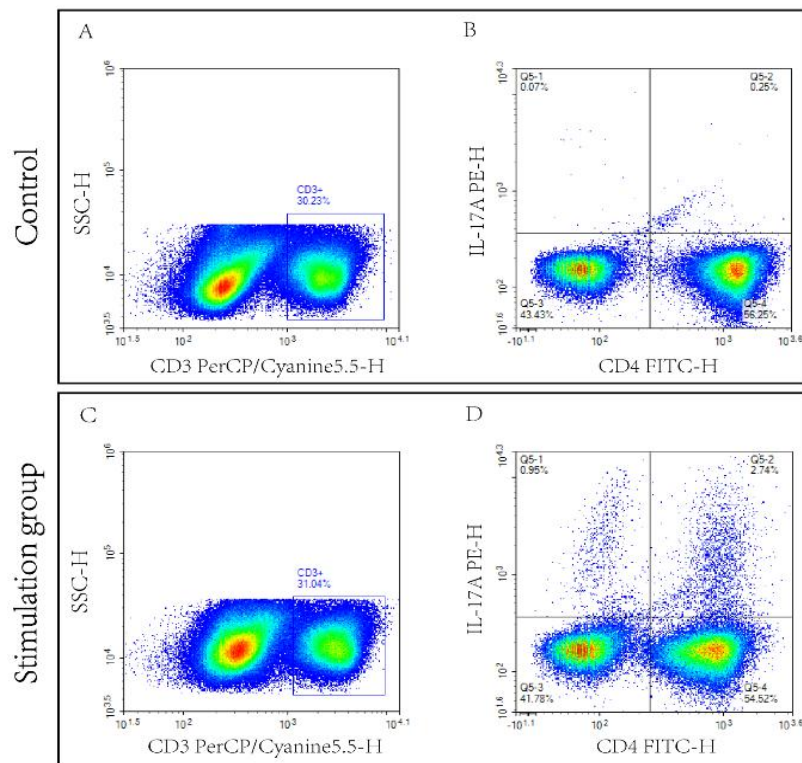 Control
A
SSC-H
10^6
10^5
10^4
10^3.5
CD3+
30.23%
10^1.5
10^2
10^3
10^4.1
CD3 PerCP/Cyanine5.5-H
B
IL-17A PE-H
10^4.3
10^3
10^2
10^1.6
Q5-1
0.07%
Q5-2
0.25%
Q5-3
43.43%
Q5-4
56.25%
-10^1.1
10^2
10^3
10^3.6
CD4 FITC-H
Stimulation group
C
SSC-H
10^6
10^5
10^4
10^3.5
CD3+
31.04%
10^1.5
10^2
10^3
10^4.1
CD3 PerCP/Cyanine5.5-H
D
IL-17A PE-H
10^4.3
10^3
10^2
10^1.6
Q5-1
0.95%
Q5-2
2.74%
Q5-3
41.78%
Q5-4
54.52%
-10^1.1
10^2
10^3
10^3.6
CD4 FITC-H